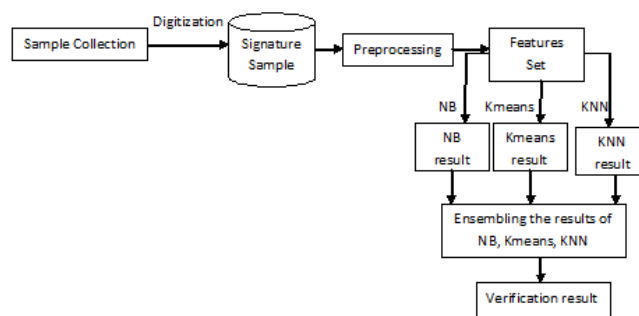 Digitization
Sample Collection
Signature
Sample
Preprocessing
Features
Set
NB
Kmeans
KNN
NB
result
Kmeans
result
KNN
result
Ensembling the results of
NB, Kmeans, KNN
Verification result